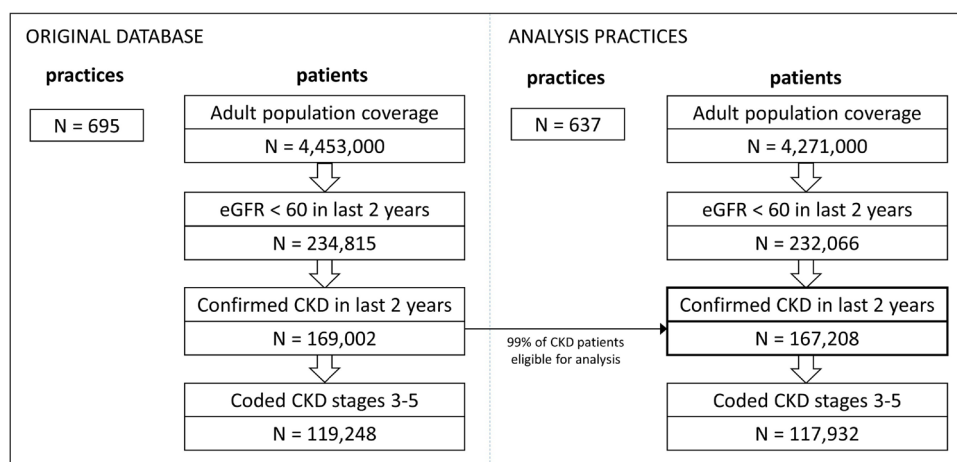 ORIGINAL DATABASE
practices
N = 695
patients
Adult population coverage
N = 4,453,000
eGFR < 60 in last 2 years
N = 234,815
Confirmed CKD in last 2 years
N = 169,002
Coded CKD stages 3-5
N = 119,248
99% of CKD patients
eligible for analysis
ANALYSIS PRACTICES
practices
N = 637
patients
Adult population coverage
N = 4,271,000
eGFR < 60 in last 2 years
N = 232,066
Confirmed CKD in last 2 years
N = 167,208
Coded CKD stages 3-5
N = 117,932